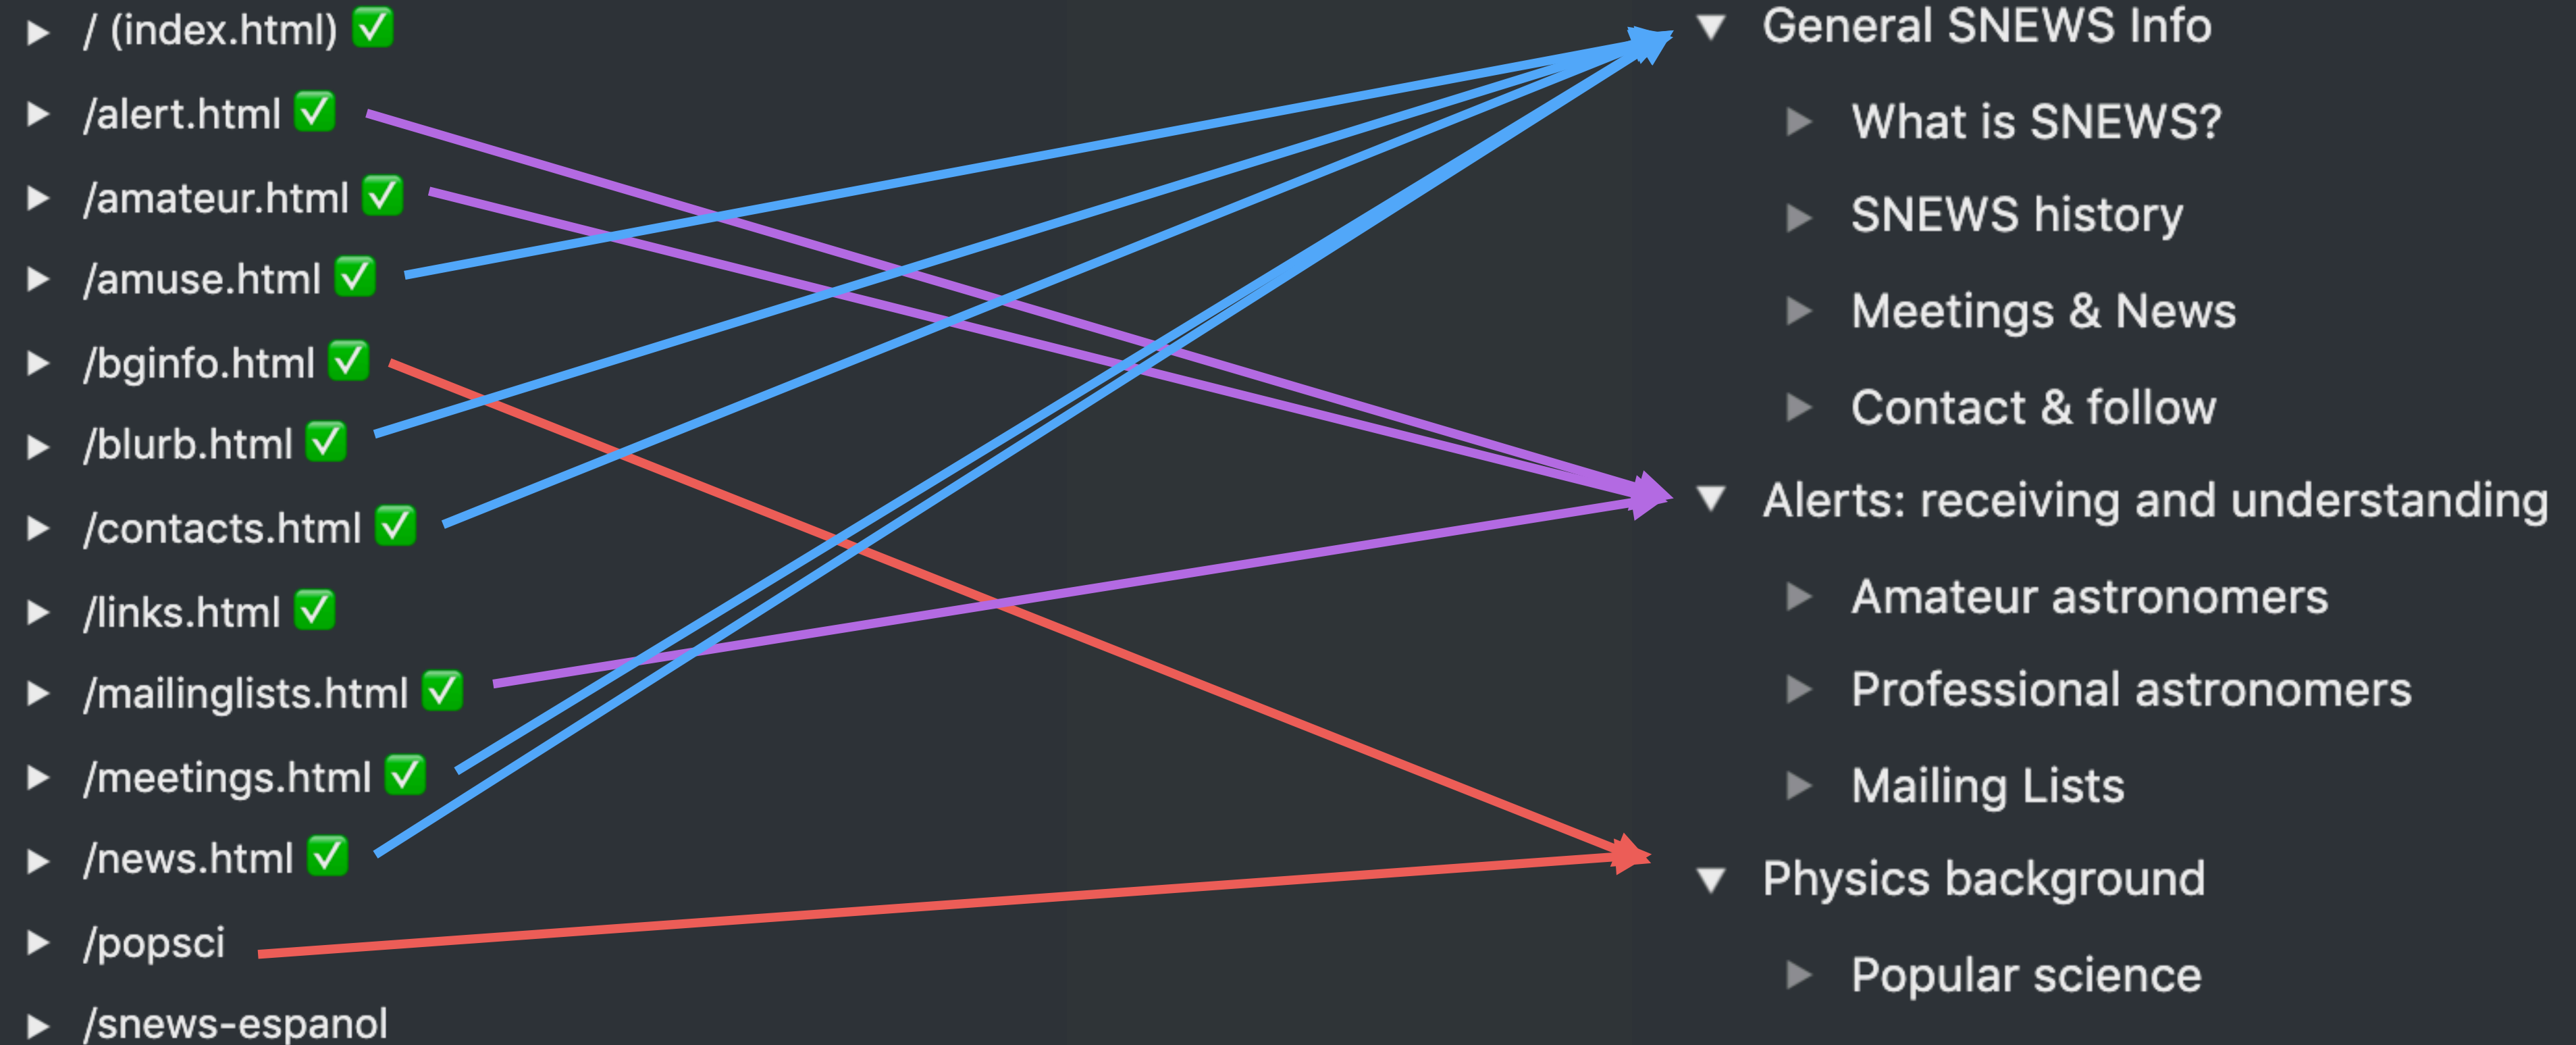 / (index.html) ✅
/alert.html ✅
/amateur.html ✅
/amuse.html ✅
/bginfo.html ✅
/blurb.html ✅
/contacts.html ✅
/links.html ✅
/mailinglists.html ✅
/meetings.html ✅
/news.html ✅
/popsci
/snews-espanol
General SNEWS Info
What is SNEWS?
SNEWS history
Meetings & News
Contact & follow
Alerts: receiving and understanding
Amateur astronomers
Professional astronomers
Mailing Lists
Physics background
Popular science